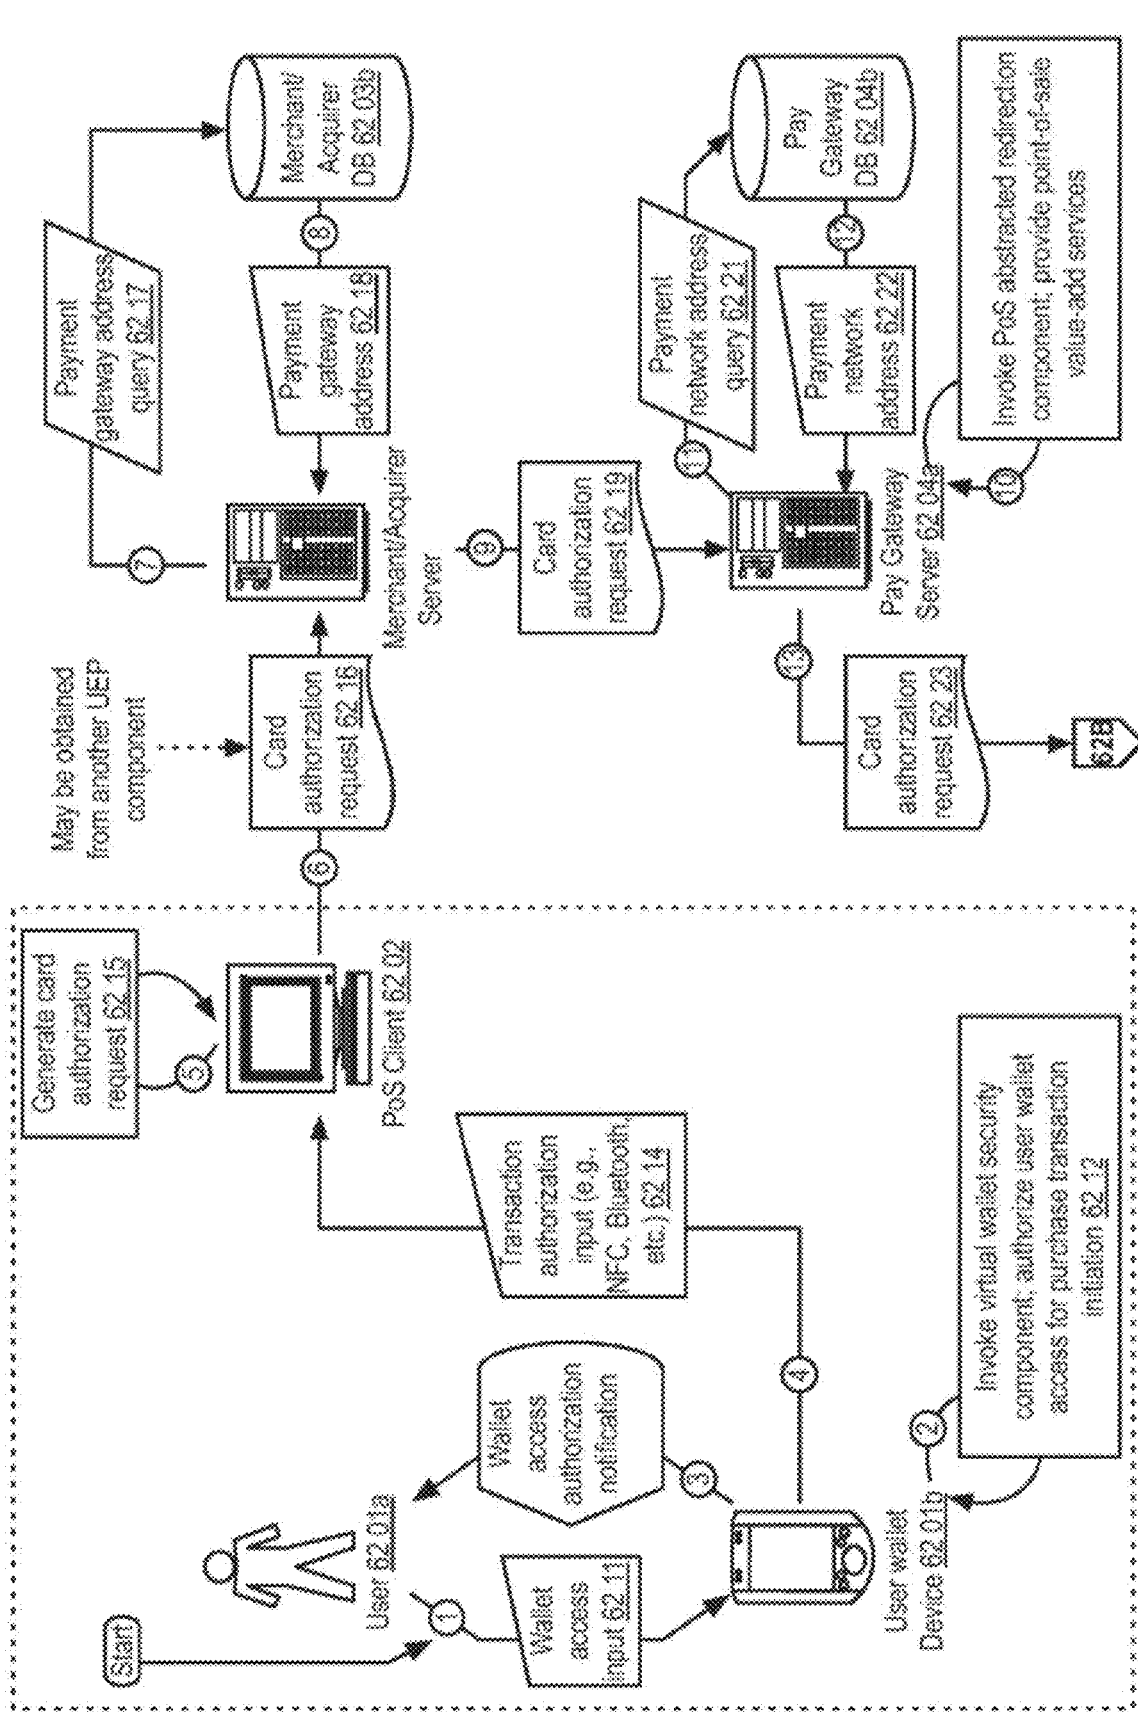 Start
User 62 01a
1
Wallet
access
input 62 11
Wallet
access
authorization
notification
3
User wallet
Device 62 01b
2
Invoke virtual wallet security
component; authorize user wallet
access for purchase transaction
initiation 62 12
4
Transaction
authorization
input (e.g.,
NFC, Bluetooth,
etc.) 62 14
Generate card
authorization
request 62 15
5
PoS Client 62 02
6
May be obtained
from another UEP
component
Card
authorization
request 62 16
7
Payment
gateway address
query 62 17
Merchant/Acquirer
Server
Payment
gateway
address 62 18
8
Merchant/
Acquirer
DB 62 03b
9
Card
authorization
request 62 19
Pay Gateway
Server 62 04a
10
Invoke PoS abstracted redirection
component; provide point-of-sale
value-add services
11
Payment
network address
query 62 21
Payment
network
address 62 22
12
Pay
Gateway
DB 62 04b
13
Card
authorization
request 62 23
62B